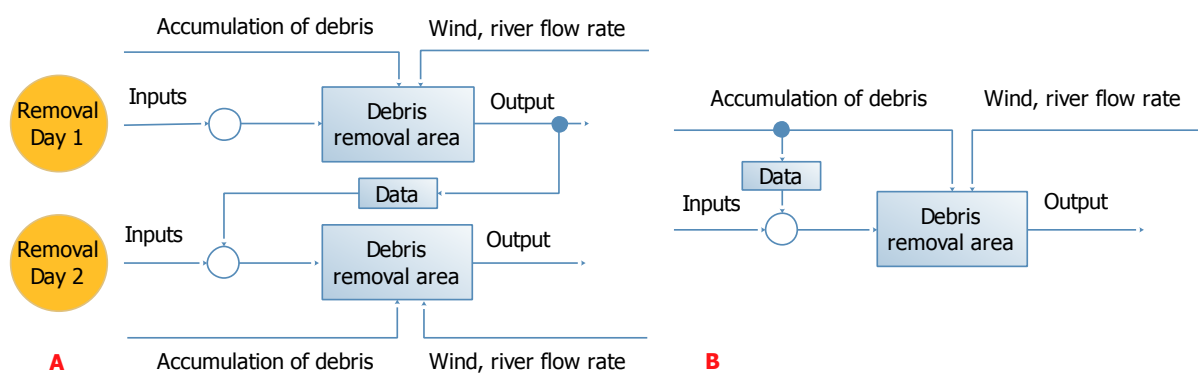 Accumulation of debris
Wind, river flow rate
Removal
Day 1
Inputs
Debris
removal area
Output
Data
Removal
Day 2
Inputs
Debris
removal area
Output
A
Accumulation of debris
Wind, river flow rate
Accumulation of debris
Wind, river flow rate
Data
Inputs
Debris
removal area
Output
B